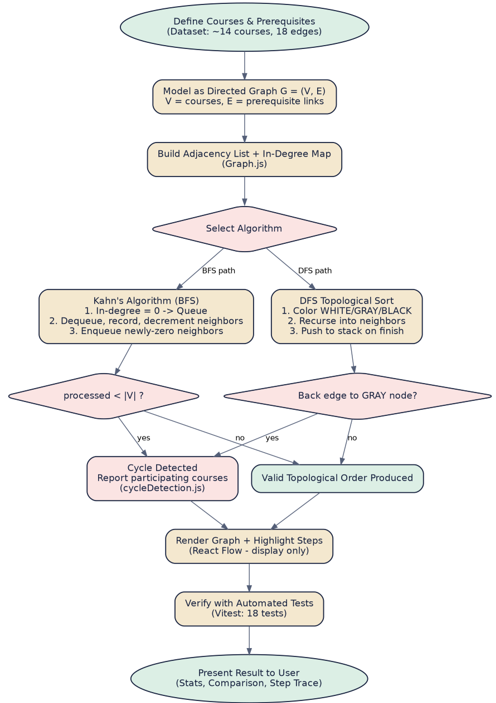 Define Courses & Prerequisites
(Dataset: ~14 courses, 18 edges)
Model as Directed Graph G = (V, E)
V = courses, E = prerequisite links
Build Adjacency List + In-Degree Map
(Graph.js)
Select Algorithm
BFS path
DFS path
Kahn's Algorithm (BFS)
1. In-degree = 0 -> Queue
2. Dequeue, record, decrement neighbors
3. Enqueue newly-zero neighbors
DFS Topological Sort
1. Color WHITE/GRAY/BLACK
2. Recurse into neighbors
3. Push to stack on finish
processed < |V| ?
Back edge to GRAY node?
yes
no
yes
no
Cycle Detected
Report participating courses
(cycleDetection.js)
Valid Topological Order Produced
Render Graph + Highlight Steps
(React Flow - display only)
Verify with Automated Tests
(Vitest: 18 tests)
Present Result to User
(Stats, Comparison, Step Trace)